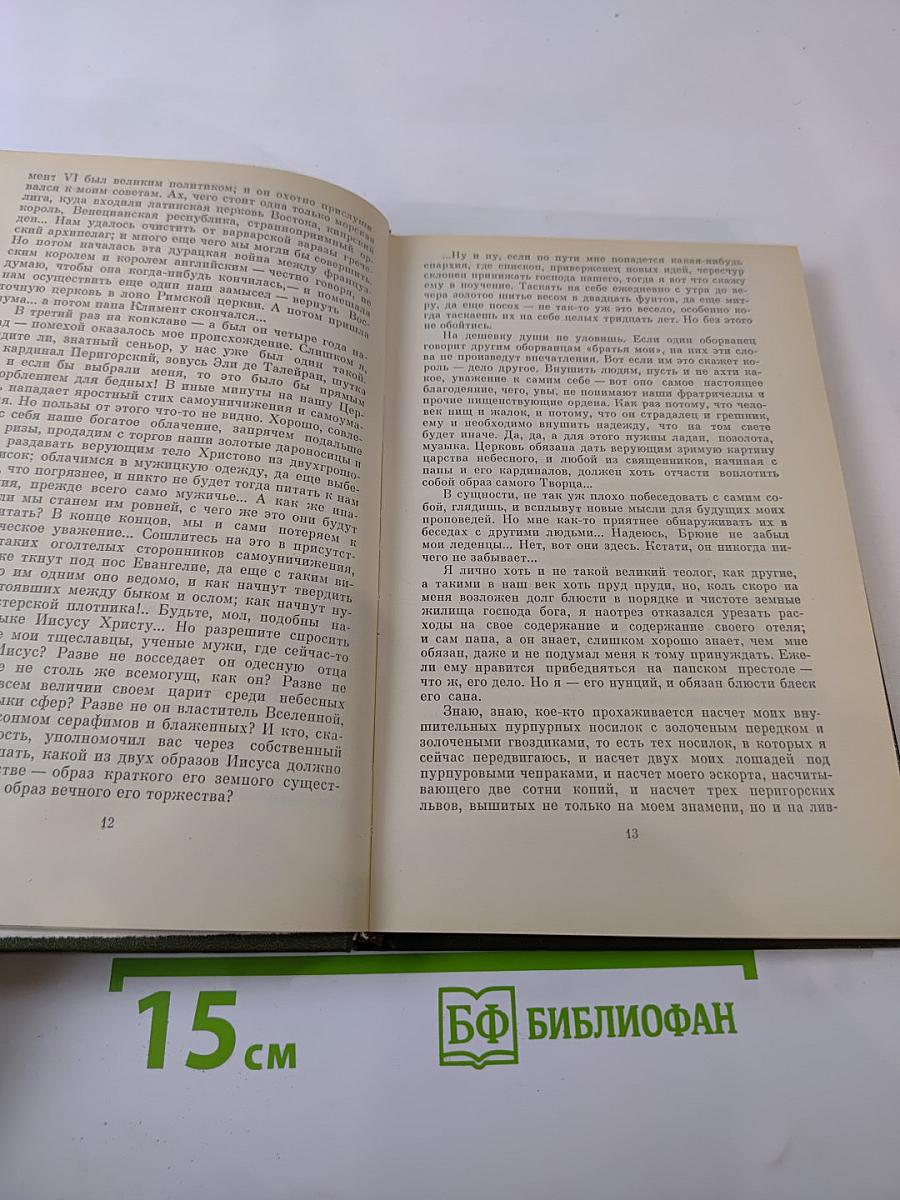 мент VI был великим политиком; и он охотно прислуши-
вался к моим советам. Ах, чего стоит одна только морская
лига, куда входили латинская церковь Востока, кипрский
король, Венецианская республика, странноприимный ор-
ден... Нам удалось очистить от варварской заразы грече-
ский архипелаг; и много еще чего мы могли бы совершить.
Но потом началась эта дурацкая война между француз-
ским королем и королем английским — честно говоря, не
думаю, чтобы она когда-нибудь кончилась,— и помешала
нам осуществить еще один наш замысел — вернуть Вос-
точную церковь в лоно Римской церкви. А потом пришла
чума... а потом папа Климент скончался...
В третий раз на конклаве — а был он четыре года на-
ад — помехой оказалось мое происхождение. Слишком я,
дите ли, знатный сеньор, у нас уже был один такой.
кардинал Перигорский, зовусь Эли де Талейран, шутка
и если бы выбрали меня, то это было бы прямым
орблением для бедных! В иные минуты на нашу Цер-
ь нападает яростный стих самоуничижения и самоума-
я. Но пользы от этого что-то не видно. Хорошо, совле-
с себя наше богатое облачение, запрячем подальше
ризы, продадим с торгов наши золотые дароносицы и
раздавать верующим тело Христово из двухгрошо-
исок; облачимся в мужицкую одежду, да еще выбе-
, что погрязнее, и никто не будет тогда питать к нам
ия, прежде всего само мужичье... А как же ина-
ли мы станем им ровней, с чего же это они будут
итать? В конце концов, мы и сами потеряем к
ческое уважение... Сошлитесь на это в присутст-
таких оголтелых сторонников самоуничижения,
же ткнут под нос Евангелие, да еще с таким ви-
о им одним оно ведомо, и как начнут твердить
стоявших между быком и ослом; как начнут ну-
стерской плотника!.. Будьте, мол, подобны на-
ыке Иисусу Христу... Но разрешите спросить
е мои тщеславцы, ученые мужи, где сейчас-то
Иисус? Разве не восседает он одесную отца
е не столь же всемогущ, как он? Разве не
всем величии своем царит среди небесных
ыки сфер? Разве не он властитель Вселенной,
сонмом серафимов и блаженных? И кто, ска-
ость, уполномочил вас через собственный
шать, какой из двух образов Иисуса должно
стве — образ краткого его земного сущест-
образ вечного его торжества?
12
...Ну и ну, если по пути мне попадется какая-нибудь
епархия, где епископ, приверженец новых идей, чересчур
склонен принижать господа нашего, тогда я вот что скажу
ему в поучение. Таскать на себе ежедневно с утра до ве-
чера золотое шитье весом в двадцать фунтов, да еще мит-
ру, да еще посох — не так-то уж это весело, особенно ко-
гда таскаешь их на себе целых тридцать лет. Но без этого
не обойтись.
На дешевку души не уловишь. Если один оборванец
говорит другим оборванцам «братья мои», на них эти сло-
ва не произведут впечатления. Вот если им это скажет ко-
роль — дело другое. Внушить людям, пусть и не ахти ка-
кое, уважение к самим себе — вот оно самое настоящее
благодеяние, чего, увы, не понимают наши фратричеллы и
прочие нищенствующие ордена. Как раз потому, что чело-
век нищ и жалок, и потому, что он страдалец и грешник,
ему и необходимо внушить надежду, что на том свете
будет иначе. Да, да, а для этого нужны ладан, позолота,
музыка. Церковь обязана дать верующим зримую картину
царства небесного, и любой из священников, начиная с
папы и его кардиналов, должен хоть отчасти воплотить
собой образ самого Творца...
В сущности, не так уж плохо побеседовать с самим со-
бой, глядишь, и всплывут новые мысли для будущих моих
проповедей. Но мне как-то приятнее обнаруживать их в
беседах с другими людьми... Надеюсь, Брюне не забыл
мои леденцы... Нет, вот они здесь. Кстати, он никогда ни-
чего не забывает...
Я лично хоть и не такой великий теолог, как другие,
а такими в наш век хоть пруд пруди, но, коль скоро на
меня возложен долг блюсти в порядке и чистоте земные
жилища господа бога, я наотрез отказался урезать рас-
ходы на свое содержание и содержание своего отеля;
и сам папа, а он знает, слишком хорошо знает, чем мне
обязан, даже и не подумал меня к тому принуждать. Еже-
ли ему нравится прибедняться на папском престоле —
что ж, его дело. Но я — его нунций, и обязан блюсти блеск
его сана.
Знаю, знаю, кое-кто прохаживается насчет моих вну-
шительных пурпурных носилок с золоченым передком и
золочеными гвоздиками, то есть тех носилок, в которых я
сейчас передвигаюсь, и насчет двух моих лошадей под
пурпуровыми чепраками, и насчет моего эскорта, насчиты-
вающего две сотни копий, и насчет трех перигорских
львов, вышитых не только на моем знамени, но и на лив-
13
15 см
БФ БИБЛИОФАН